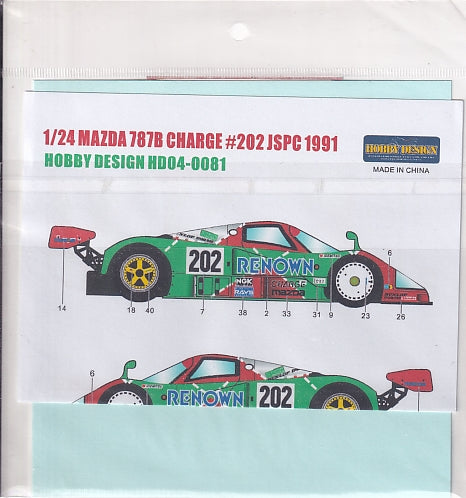 1/24 MAZDA 787B CHARGE #202 JSPC 1991
HOBBY DESIGN HD04-0081
HOBBY DESIGN
MADE IN CHINA
6
202
RENOWN
NGK
RAYS
mazda
14
18
40
7
38
2
33
31
9
23
26
6
RENOWN
202